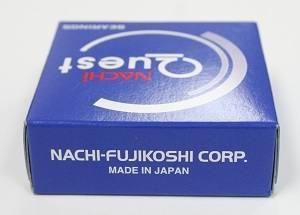 BEARINGS
NACHi
Quest
NACHI-FUJIKOSHI CORP.
MADE IN JAPAN